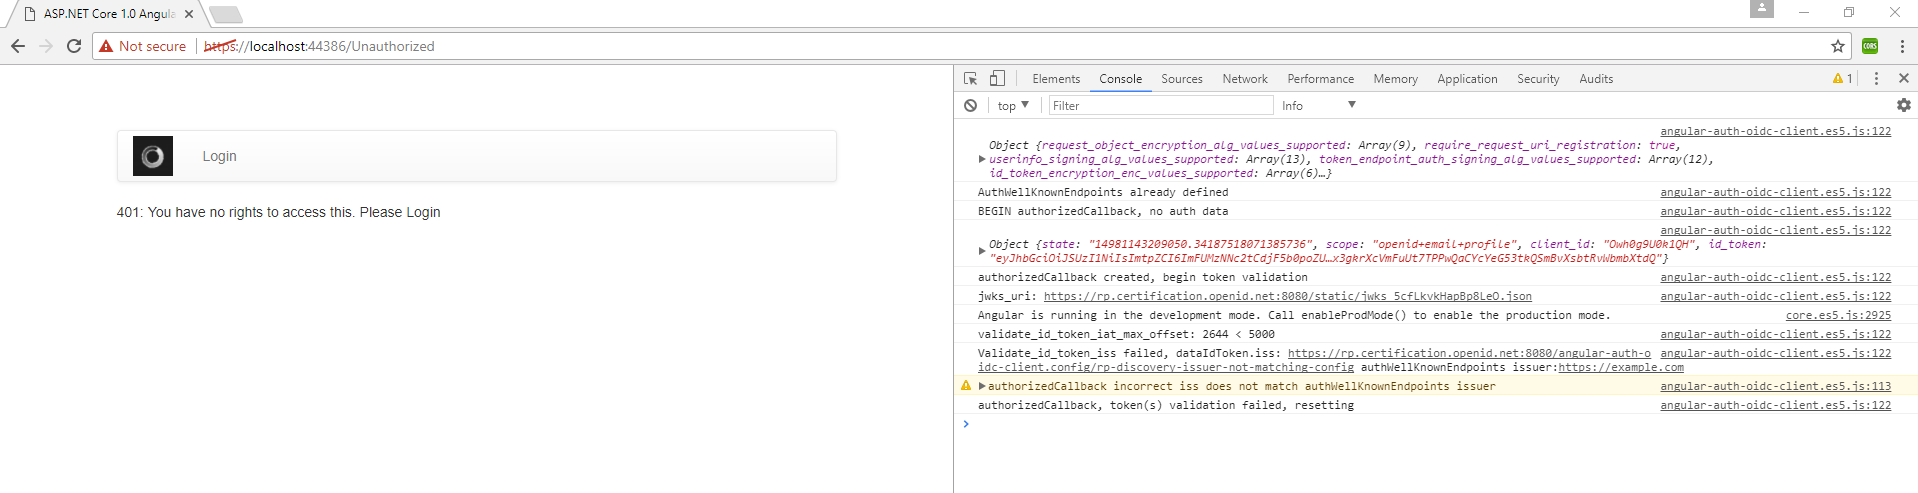 ASP.NET Core 1.0 Angula
Not secure https://localhost:44386/Unauthorized
CORS
Elements Console Sources Network Performance Memory Application Security Audits 1
top Filter Info
Login
401: You have no rights to access this. Please Login
angular-auth-oidc-client.es5.js:122
Object {request_object_encryption_alg_values_supported: Array(9), require_request_uri_registration: true,
userinfo_signing_alg_values_supported: Array(13), token_endpoint_auth_signing_alg_values_supported: Array(12),
id_token_encryption_enc_values_supported: Array(6)…}
AuthWellKnownEndpoints already defined angular-auth-oidc-client.es5.js:122
BEGIN authorizedCallback, no auth data angular-auth-oidc-client.es5.js:122
angular-auth-oidc-client.es5.js:122
Object {state: "14981143209050.34187518071385736", scope: "openid+email+profile", client_id: "Owh0g9U0k1QH", id_token:
"eyJhbGciOiJSUzI1NiIsImtpZCI6ImFUMzNNc2tCdjF5b0poZU…x3gkrXcVmFuUt7TPPwQaCYcYeG53tkQSmBvXsbtRvWbmbXtdQ"}
authorizedCallback created, begin token validation angular-auth-oidc-client.es5.js:122
jwks_uri: https://rp.certification.openid.net:8080/static/jwks_5cfLkvkHapBp8LeO.json angular-auth-oidc-client.es5.js:122
Angular is running in the development mode. Call enableProdMode() to enable the production mode. core.es5.js:2925
validate_id_token_iat_max_offset: 2644 < 5000 angular-auth-oidc-client.es5.js:122
Validate_id_token_iss failed, dataIdToken.iss: https://rp.certification.openid.net:8080/angular-auth-o angular-auth-oidc-client.es5.js:122
idc-client.config/rp-discovery-issuer-not-matching-config authWellKnownEndpoints issuer:https://example.com
authorizedCallback incorrect iss does not match authWellKnownEndpoints issuer angular-auth-oidc-client.es5.js:113
authorizedCallback, token(s) validation failed, resetting angular-auth-oidc-client.es5.js:122